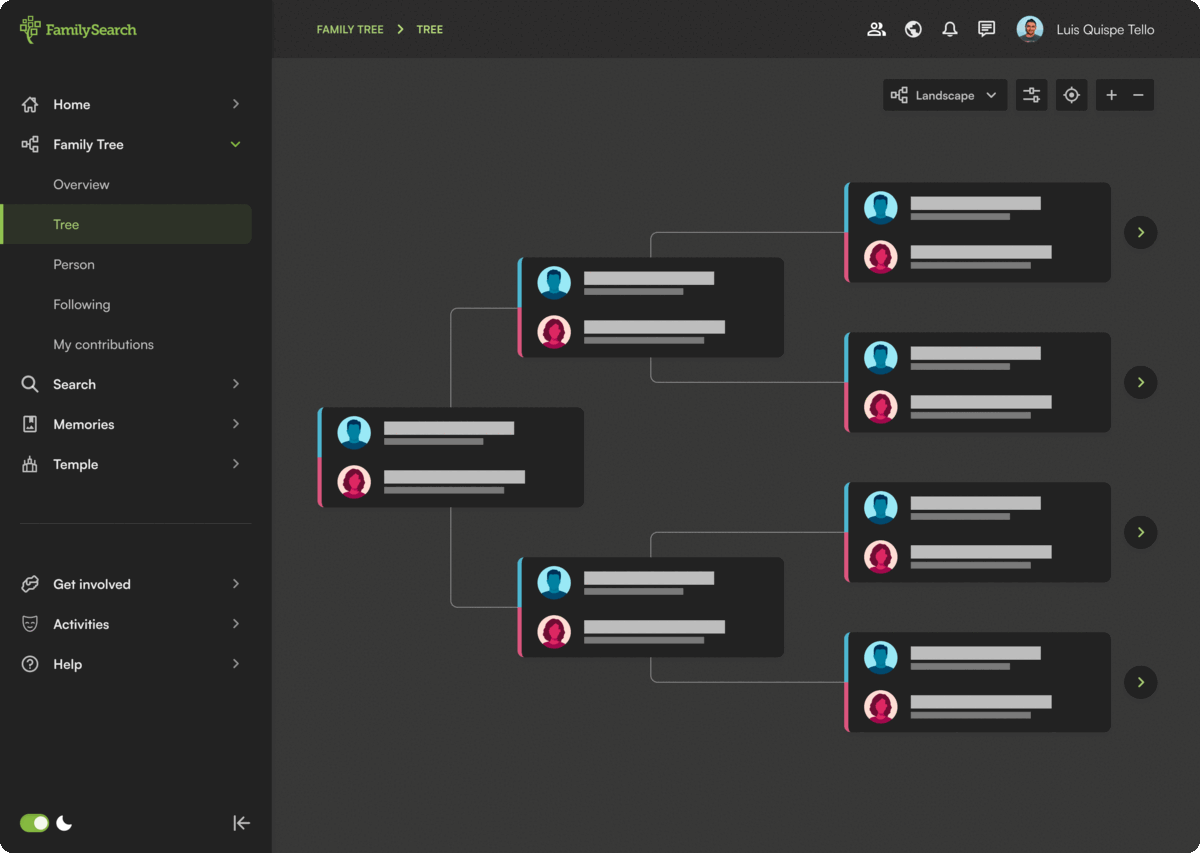 FamilySearch
FAMILY TREE > TREE
Luis Quispe Tello
Landscape
Home
Family Tree
Overview
Tree
Person
Following
My contributions
Search
Memories
Temple
Get involved
Activities
Help